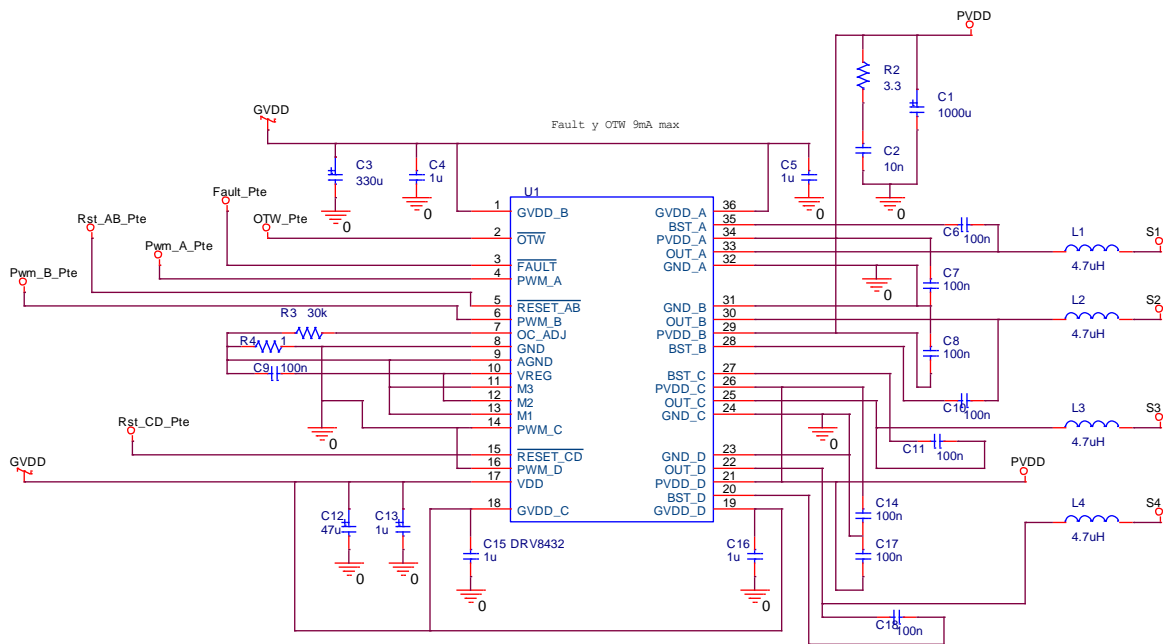 PVDD
R2
3.3
C1
1000u
C2
10n
0
GVDD
Fault y OTW 9mA max
C3
330u
C4
1u
C5
1u
0
0
0
Fault_Pte
Rst_AB_Pte
OTW_Pte
Pwm_A_Pte
Pwm_B_Pte
U1
1 GVDD_B
2 OTW
3 FAULT
4 PWM_A
5 RESET_AB
6 PWM_B
7 OC_ADJ
8 GND
9 AGND
10 VREG
11 M3
12 M2
13 M1
14 PWM_C
15 RESET_CD
16 PWM_D
17 VDD
18 GVDD_C
GVDD_A 36
BST_A 35
PVDD_A 34
OUT_A 33
GND_A 32
GND_B 31
OUT_B 30
PVDD_B 29
BST_B 28
BST_C 27
PVDD_C 26
OUT_C 25
GND_C 24
GND_D 23
OUT_D 22
PVDD_D 21
BST_D 20
GVDD_D 19
DRV8432
R3 30k
R4 1
C9 100n
0
Rst_CD_Pte
GVDD
C12
47u
C13
1u
0
0
C15
1u
0
C16
1u
0
C6
100n
L1
4.7uH
S1
0
C7
100n
L2
4.7uH
S2
C8
100n
C10
100n
L3
4.7uH
S3
0
C11
100n
PVDD
C14
100n
C17
100n
L4
4.7uH
S4
C18
100n